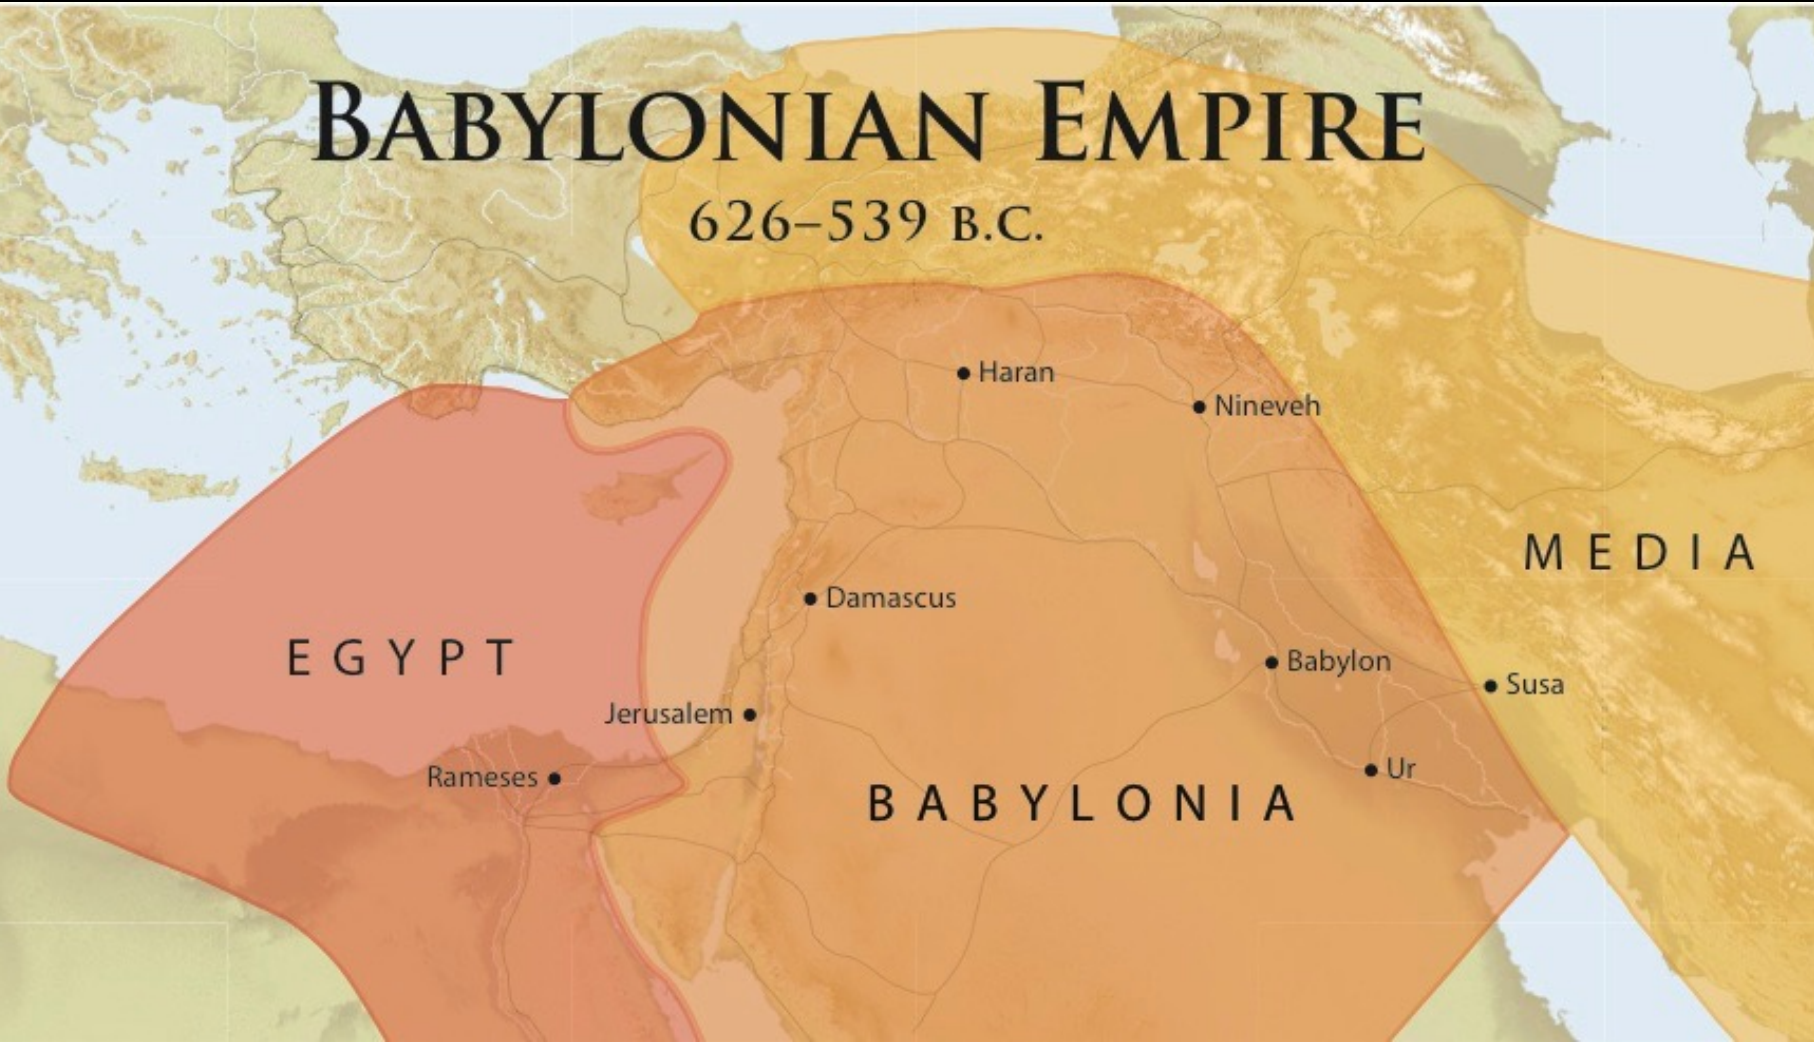 BABYLONIAN EMPIRE
626–539 B.C.
Haran
Nineveh
MEDIA
Damascus
EGYPT
Babylon
Susa
Jerusalem
Ur
Rameses
BABYLONIA